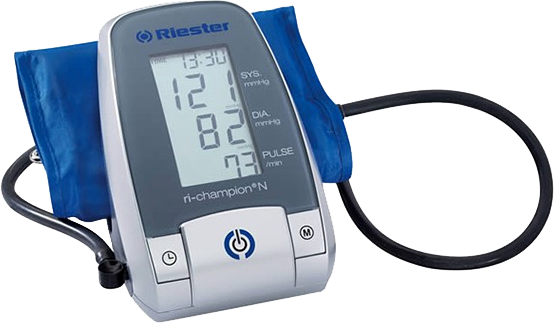 Riester
13:30
SYS.
mmHg
121
DIA.
mmHg
82
PULSE
/min
73
ri-champion® N
M